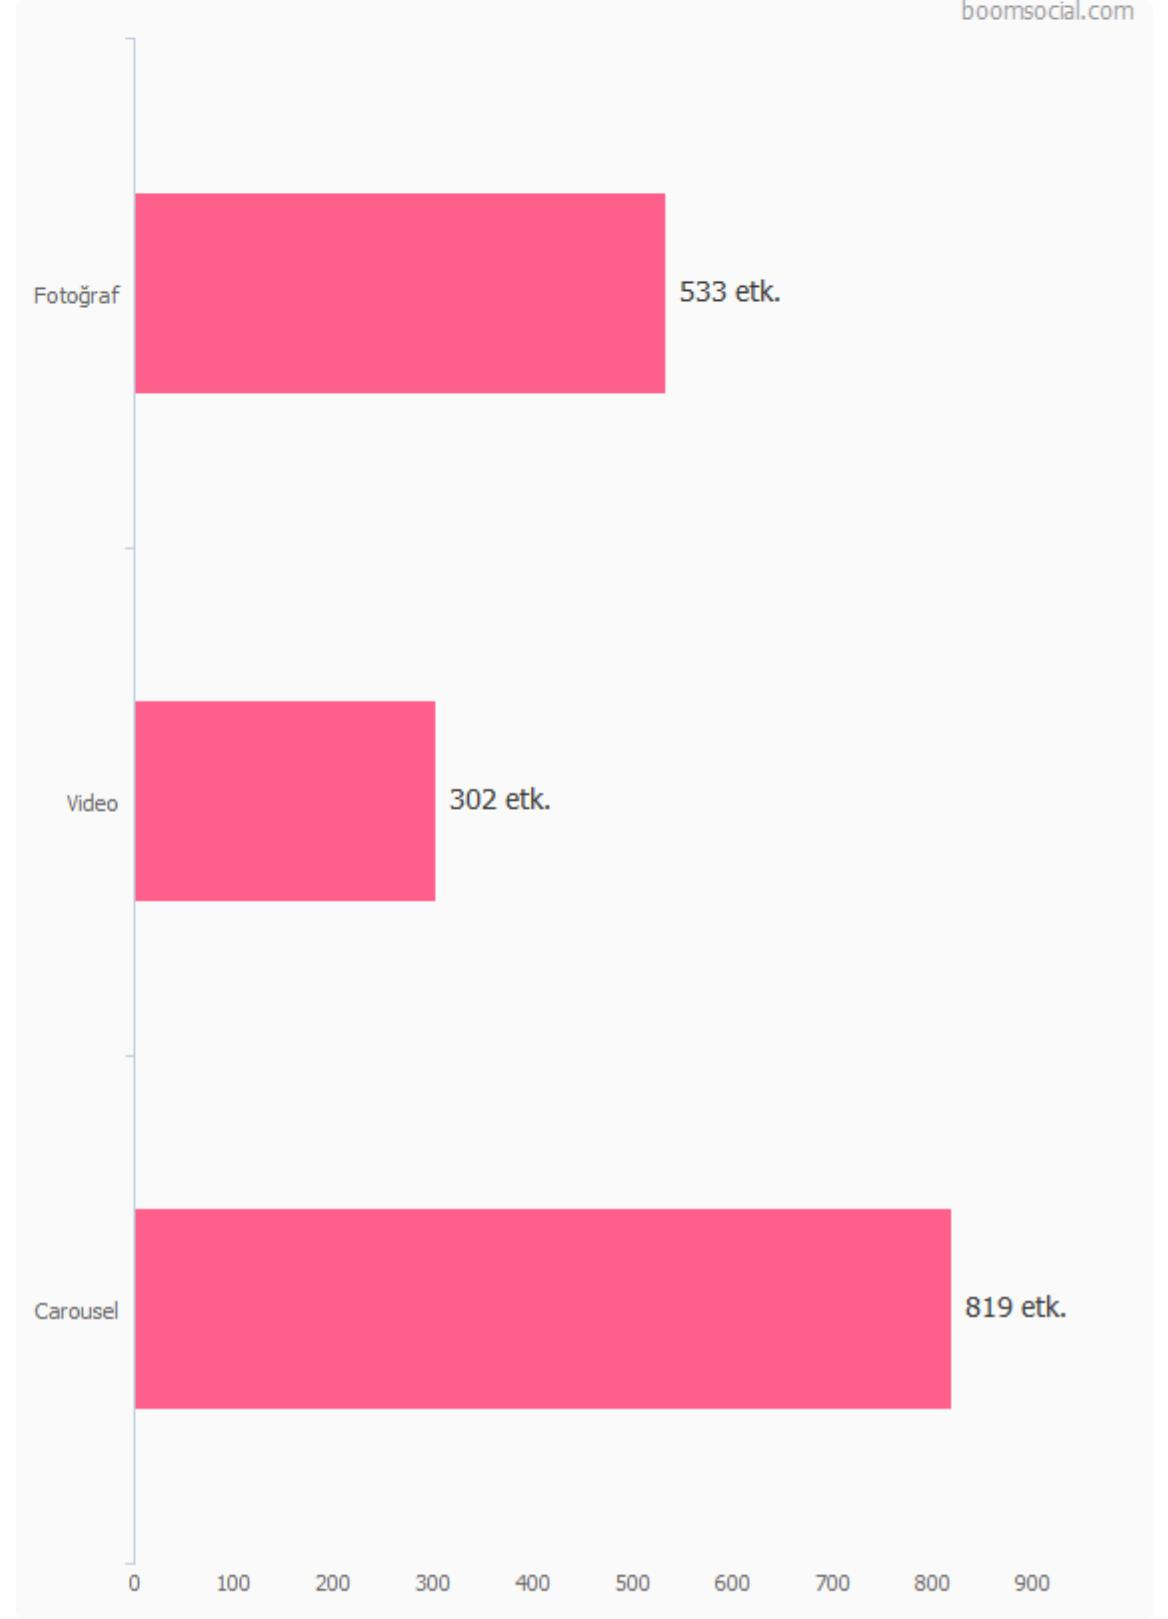 boomsocial.com
Fotoğraf
533 etk.
Video
302 etk.
Carousel
819 etk.
0 100 200 300 400 500 600 700 800 900